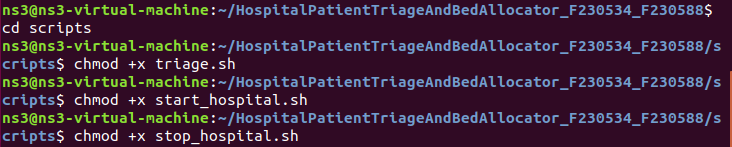 ns3@ns3-virtual-machine:~/HospitalPatientTriageAndBedAllocator_F230534_F230588$
cd scripts
ns3@ns3-virtual-machine:~/HospitalPatientTriageAndBedAllocator_F230534_F230588/s
cripts$ chmod +x triage.sh
ns3@ns3-virtual-machine:~/HospitalPatientTriageAndBedAllocator_F230534_F230588/s
cripts$ chmod +x start_hospital.sh
ns3@ns3-virtual-machine:~/HospitalPatientTriageAndBedAllocator_F230534_F230588/s
cripts$ chmod +x stop_hospital.sh